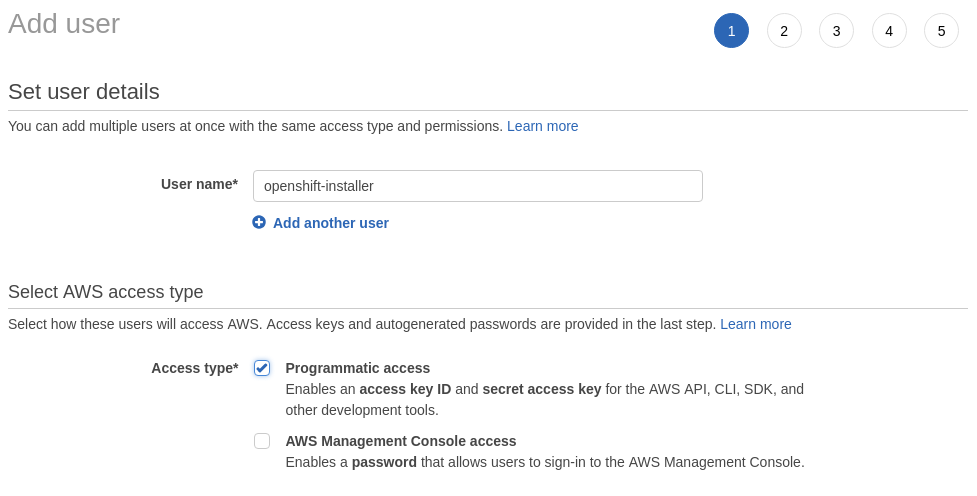 Add user
1 2 3 4 5
Set user details
You can add multiple users at once with the same access type and permissions. Learn more
User name* openshift-installer
Add another user
Select AWS access type
Select how these users will access AWS. Access keys and autogenerated passwords are provided in the last step. Learn more
Access type* Programmatic access
Enables an access key ID and secret access key for the AWS API, CLI, SDK, and
other development tools.
AWS Management Console access
Enables a password that allows users to sign-in to the AWS Management Console.